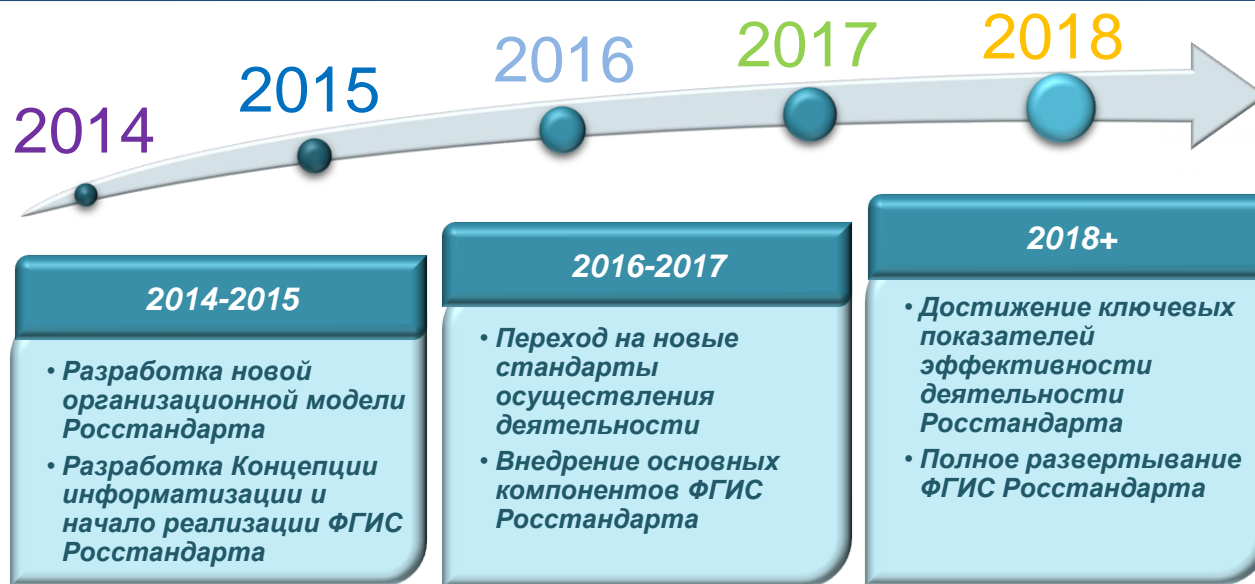 2014
2015
2016
2017
2018
2014-2015
• Разработка новой
организационной модели
Росстандарта
• Разработка Концепции
информатизации и
начало реализации ФГИС
Росстандарта
2016-2017
• Переход на новые
стандарты
осуществления
деятельности
• Внедрение основных
компонентов ФГИС
Росстандарта
2018+
• Достижение ключевых
показателей
эффективности
деятельности
Росстандарта
• Полное развертывание
ФГИС Росстандарта